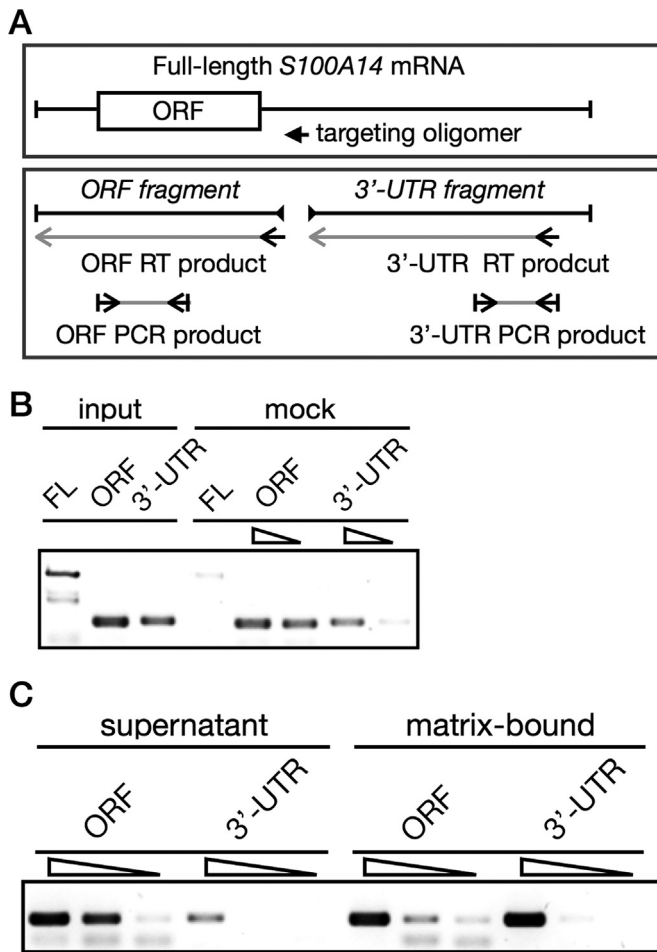 A
Full-length S100A14 mRNA
ORF
targeting oligomer
ORF fragment 3'-UTR fragment
ORF RT product 3'-UTR RT prodcut
ORF PCR product 3'-UTR PCR product
B
input mock
FL ORF 3'-UTR FL ORF 3'-UTR
C
supernatant matrix-bound
ORF 3'-UTR ORF 3'-UTR